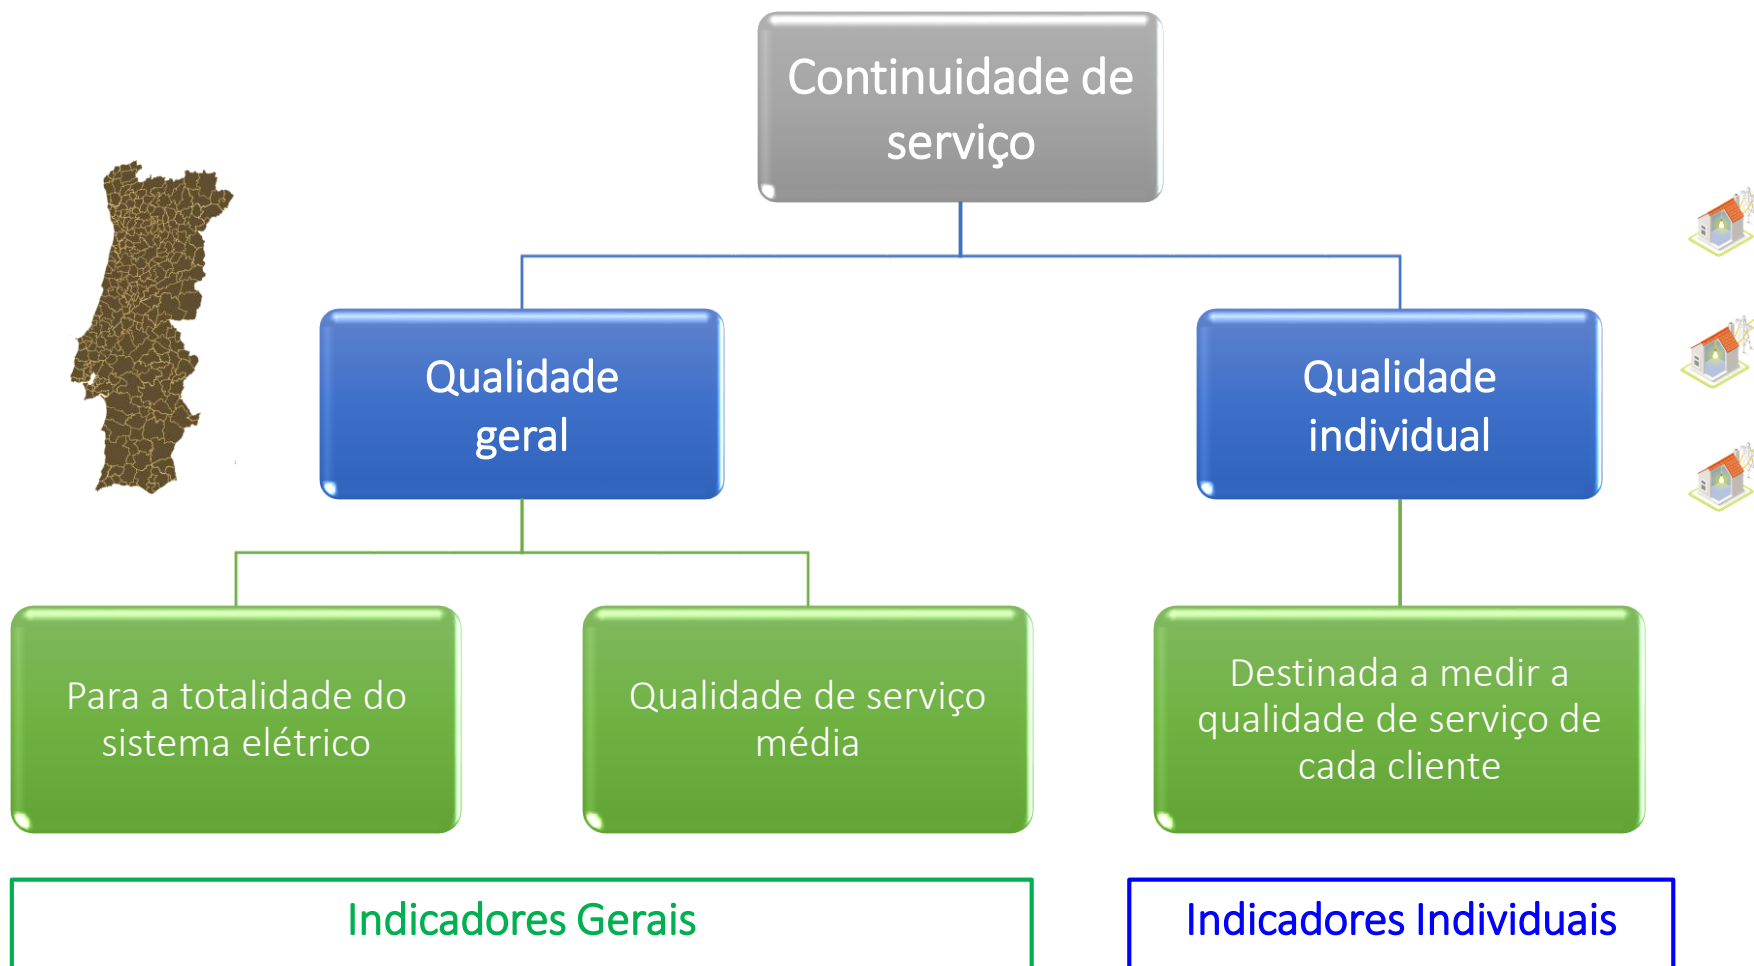 Continuidade de
serviço
Qualidade
geral
Qualidade
individual
Para a totalidade do
sistema elétrico
Qualidade de serviço
média
Destinada a medir a
qualidade de serviço de
cada cliente
Indicadores Gerais
Indicadores Individuais